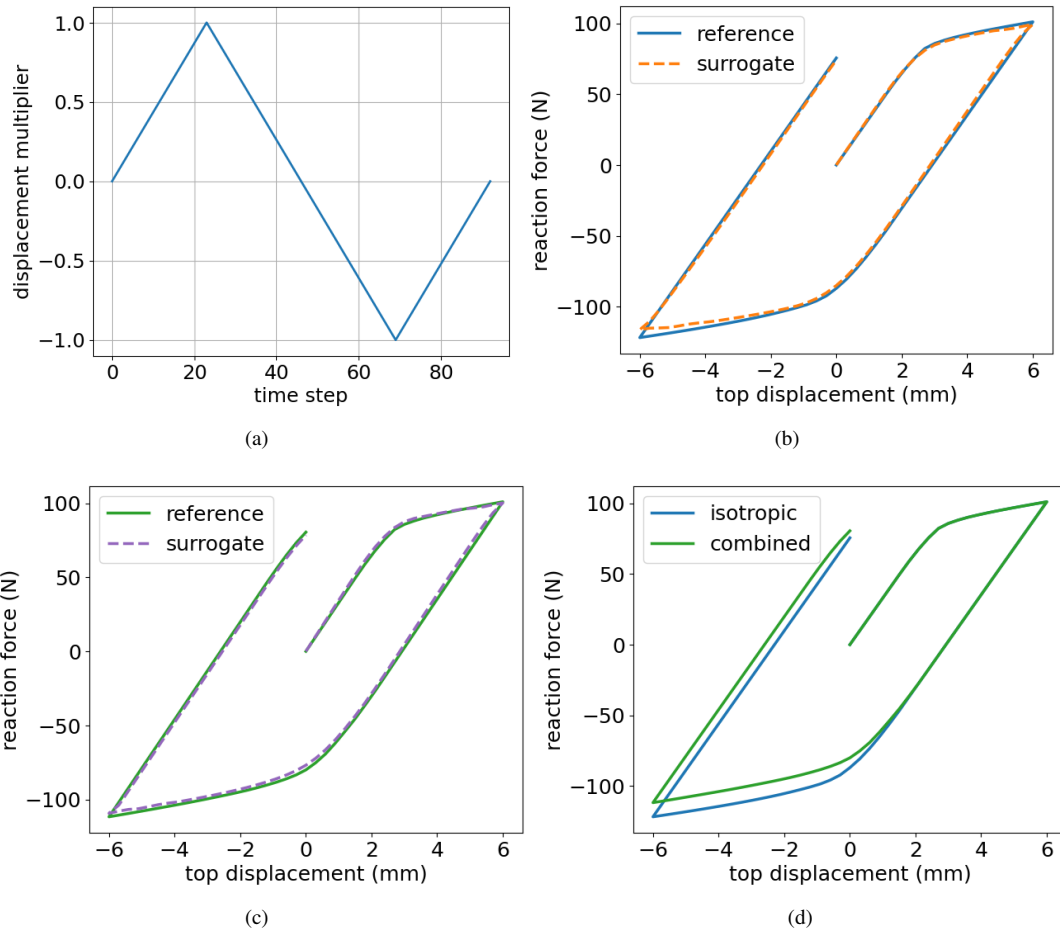 1.0
0.5
0.0
−0.5
−1.0
displacement multiplier
0 20 40 60 80
time step
(a)
reference
surrogate
100
50
0
−50
−100
reaction force (N)
−6 −4 −2 0 2 4 6
top displacement (mm)
(b)
reference
surrogate
100
50
0
−50
−100
reaction force (N)
−6 −4 −2 0 2 4 6
top displacement (mm)
(c)
isotropic
combined
100
50
0
−50
−100
reaction force (N)
−6 −4 −2 0 2 4 6
top displacement (mm)
(d)